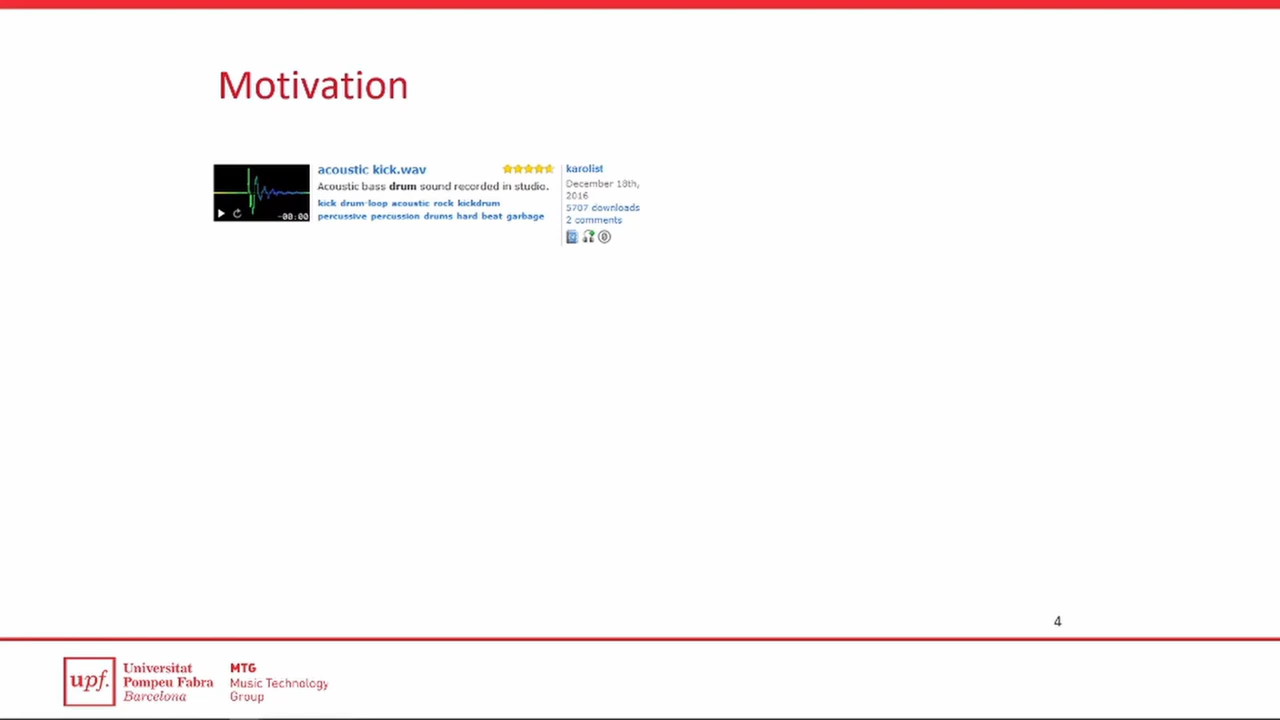 Motivation
acoustic kick.wav
Acoustic bass drum sound recorded in studio.
kick drum-loop acoustic rock kickdrum
percussive percussion drums hard beat garbage
-00:00
karolist
December 18th,
2016
5707 downloads
2 comments
0
4
upf.
Universitat
Pompeu Fabra
Barcelona
MTG
Music Technology
Group